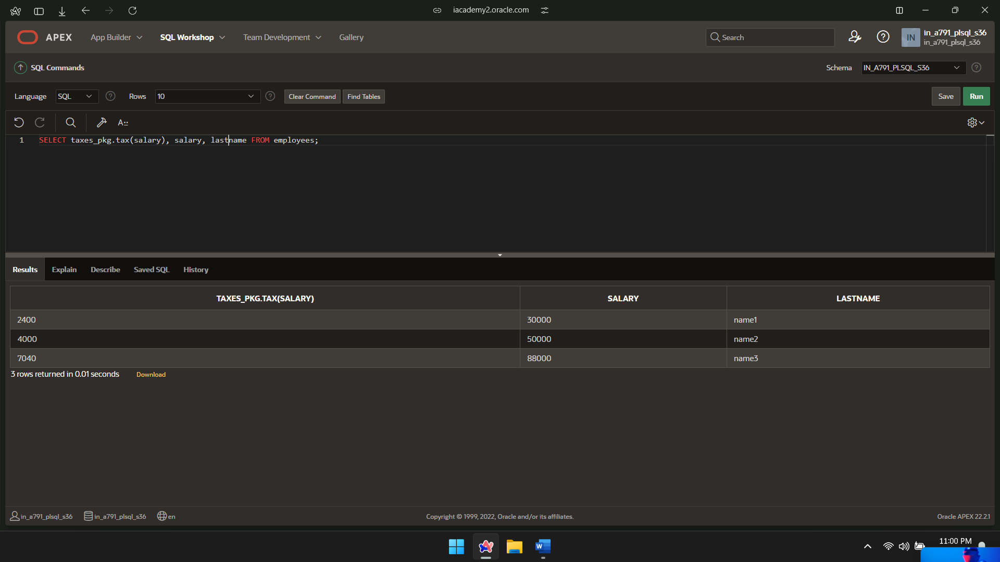 iacademy2.oracle.com
APEX App Builder SQL Workshop Team Development Gallery Search IN in_a791_plsql_s36
in_a791_plsql_s36
SQL Commands Schema IN_A791_PLSQL_S36
Language SQL Rows 10 Clear Command Find Tables Save Run
A::
1 SELECT taxes_pkg.tax(salary), salary, lastname FROM employees;
Results Explain Describe Saved SQL History
TAXES_PKG.TAX(SALARY) SALARY LASTNAME
2400 30000 name1
4000 50000 name2
7040 88000 name3
3 rows returned in 0.01 seconds Download
in_a791_plsql_s36 in_a791_plsql_s36 en Copyright © 1999, 2022, Oracle and/or its affiliates. Oracle APEX 22.2.1
W 11:00 PM